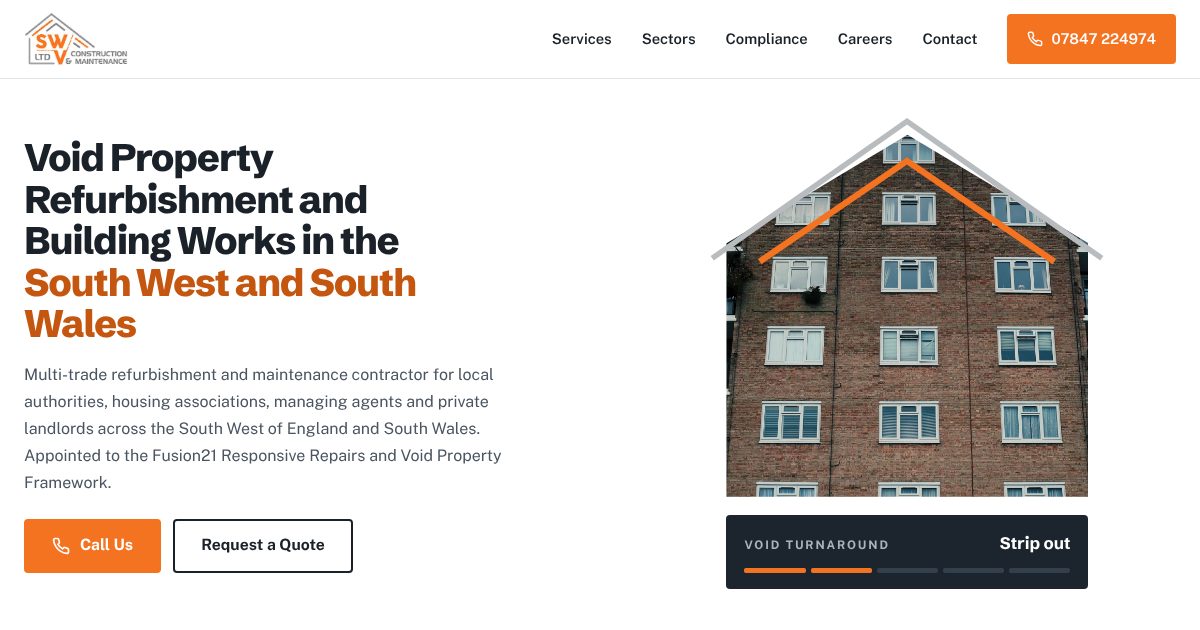 SW
LTD V& CONSTRUCTION
MAINTENANCE
Services
Sectors
Compliance
Careers
Contact
07847 224974
Void Property
Refurbishment and
Building Works in the
South West and South
Wales
Multi-trade refurbishment and maintenance contractor for local
authorities, housing associations, managing agents and private
landlords across the South West of England and South Wales.
Appointed to the Fusion21 Responsive Repairs and Void Property
Framework.
Call Us
Request a Quote
VOID TURNAROUND
Strip out